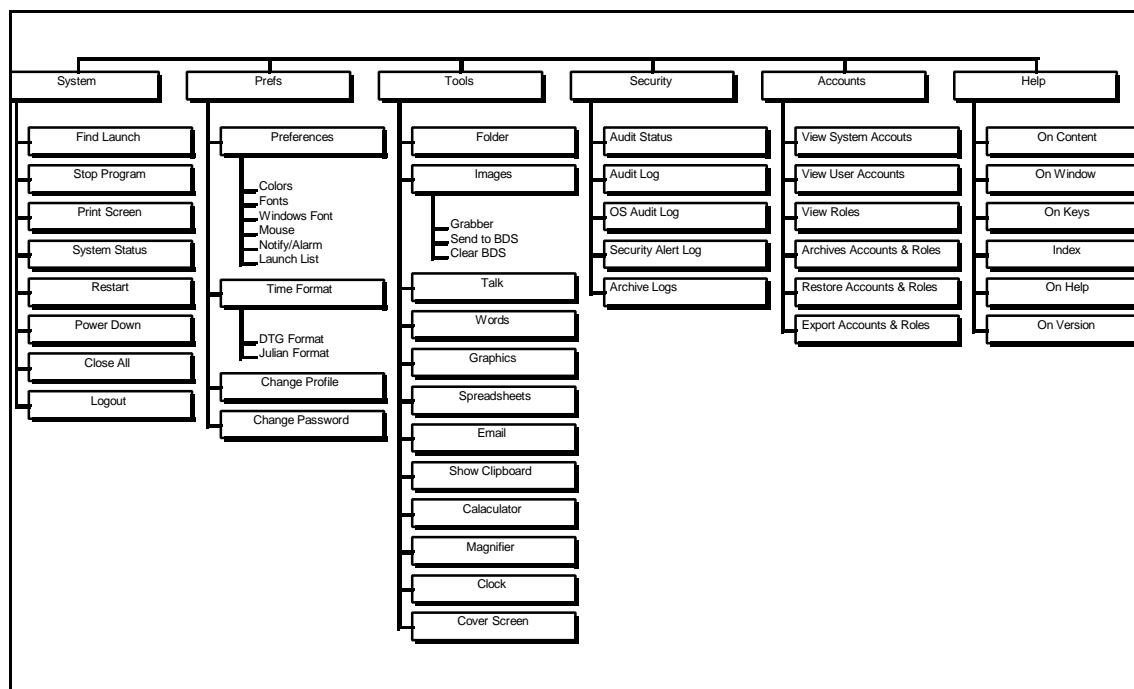 System
Find Launch
Stop Program
Print Screen
System Status
Restart
Power Down
Close All
Logout
Prefs
Preferences
Colors
Fonts
Windows Font
Mouse
Notify/Alarm
Launch List
Time Format
DTG Format
Julian Format
Change Profile
Change Password
Tools
Folder
Images
Grabber
Send to BDS
Clear BDS
Talk
Words
Graphics
Spreadsheets
Email
Show Clipboard
Calaculator
Magnifier
Clock
Cover Screen
Security
Audit Status
Audit Log
OS Audit Log
Security Alert Log
Archive Logs
Accounts
View System Accouts
View User Accounts
View Roles
Archives Accounts & Roles
Restore Accounts & Roles
Export Accounts & Roles
Help
On Content
On Window
On Keys
Index
On Help
On Version